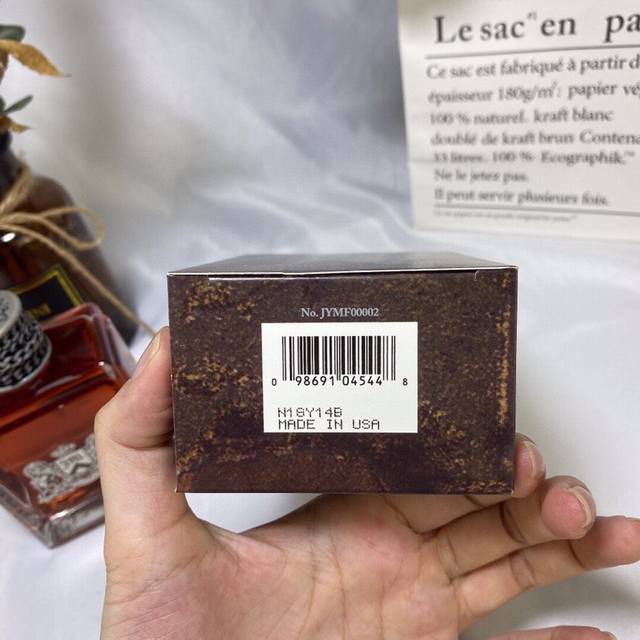 Le sac en pa
Ce sac est fabriqué à partir d
épaisseur 180g/m²: papier vé
100 % naturel. kraft blanc
doublé de kraft brun Contena
33 litres. 100 % Ecographik.™
Ne le jetez pas.
Il peut servir plusieurs fois.
No. JYMF00002
0 98691 04544 8
N1SY14B
MADE IN USA